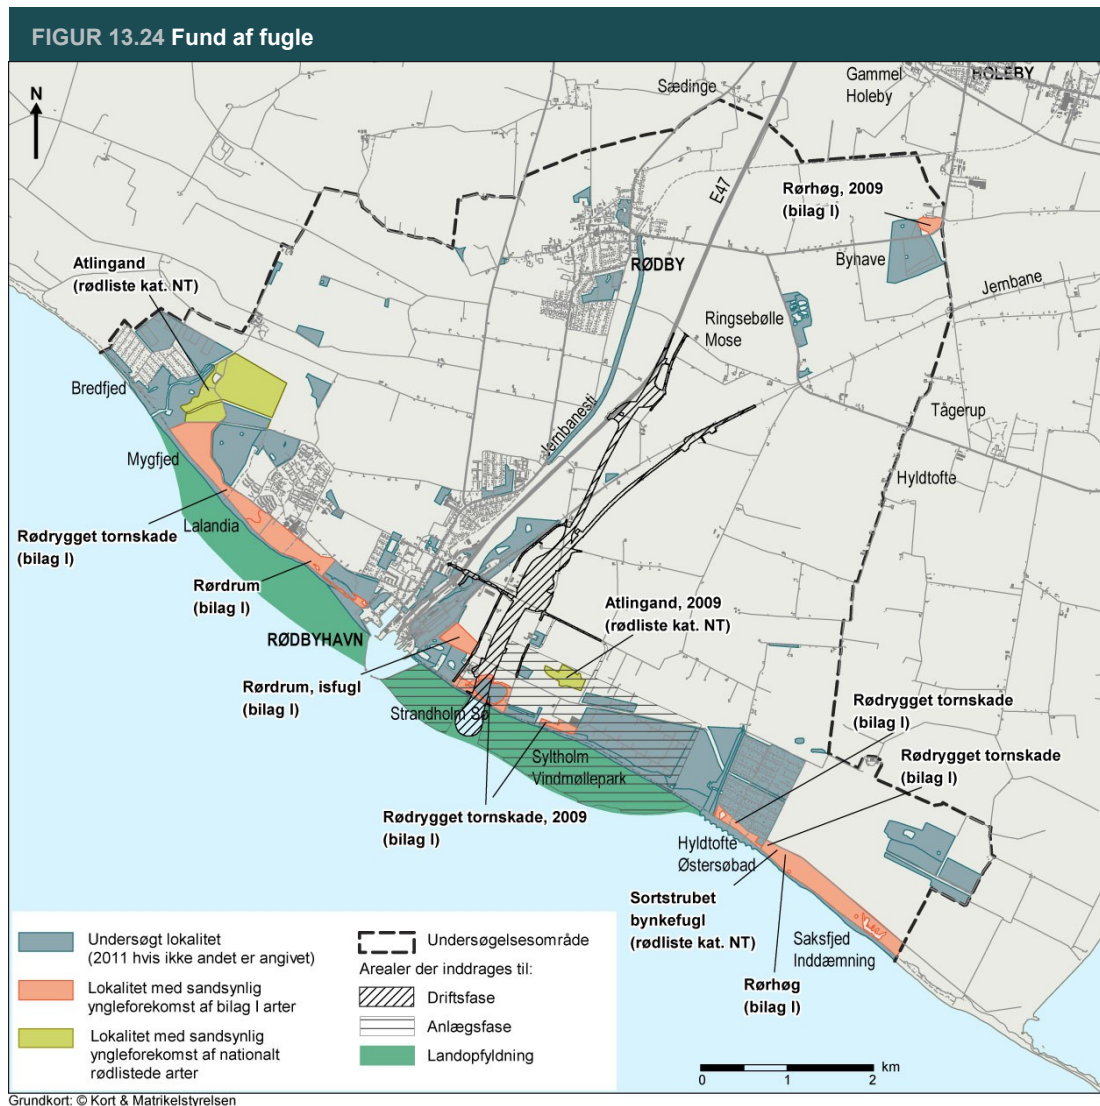 FIGUR 13.24 Fund af fugle
N
Sædinge
Gammel
Holeby
HOLEBY
E47
Rørhøg, 2009
(bilag I)
Byhave
Jernbane
RØDBY
Atlingand
(rødliste kat. NT)
Ringsebølle
Mose
Bredfjed
Jernbanesti
Tågerup
Mygfjed
Hyldtofte
Lalandia
Rødrygget tornskade
(bilag I)
Rørdrum
(bilag I)
Atlingand, 2009
(rødliste kat. NT)
RØDBYHAVN
Rørdrum, isfugl
(bilag I)
Rødrygget tornskade
(bilag I)
Strandholm Sø
Rødrygget tornskade
(bilag I)
Syltholm
Vindmøllepark
Rødrygget tornskade, 2009
(bilag I)
Hyldtofte
Østersøbad
Sortstrubet
bynkefugl
(rødliste kat. NT)
Saksfjed
Inddæmning
Rørhøg
(bilag I)
Undersøgt lokalitet
(2011 hvis ikke andet er angivet)
Lokalitet med sandsynlig
yngleforekomst af bilag I arter
Lokalitet med sandsynlig
yngleforekomst af nationalt
rødlistede arter
Undersøgelsesområde
Arealer der inddrages til:
Driftsfase
Anlægsfase
Landopfyldning
km
0 1 2
Grundkort: © Kort & Matrikelstyrelsen